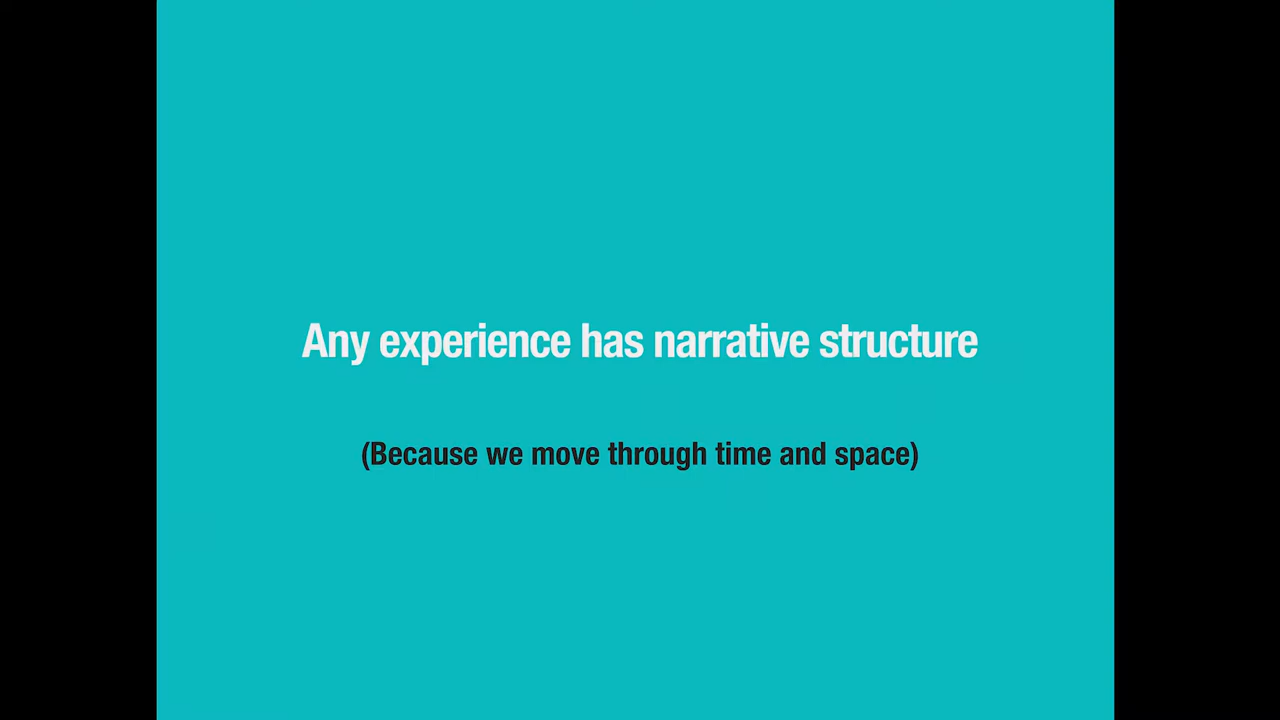 Any experience has narrative structure
(Because we move through time and space)